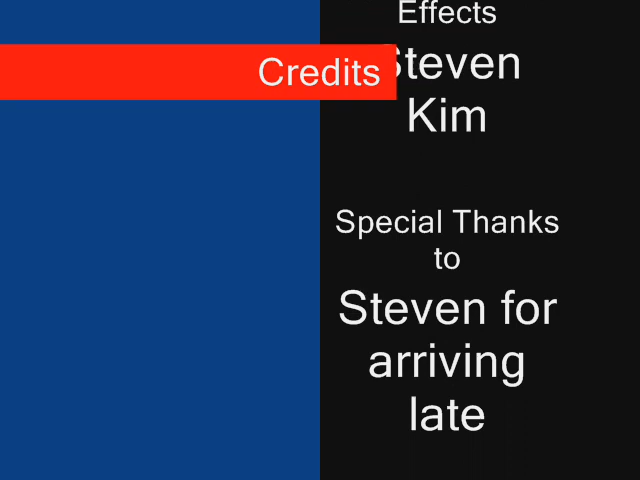 Effects
Credits
Steven
Kim
Special Thanks
to
Steven for
arriving
late